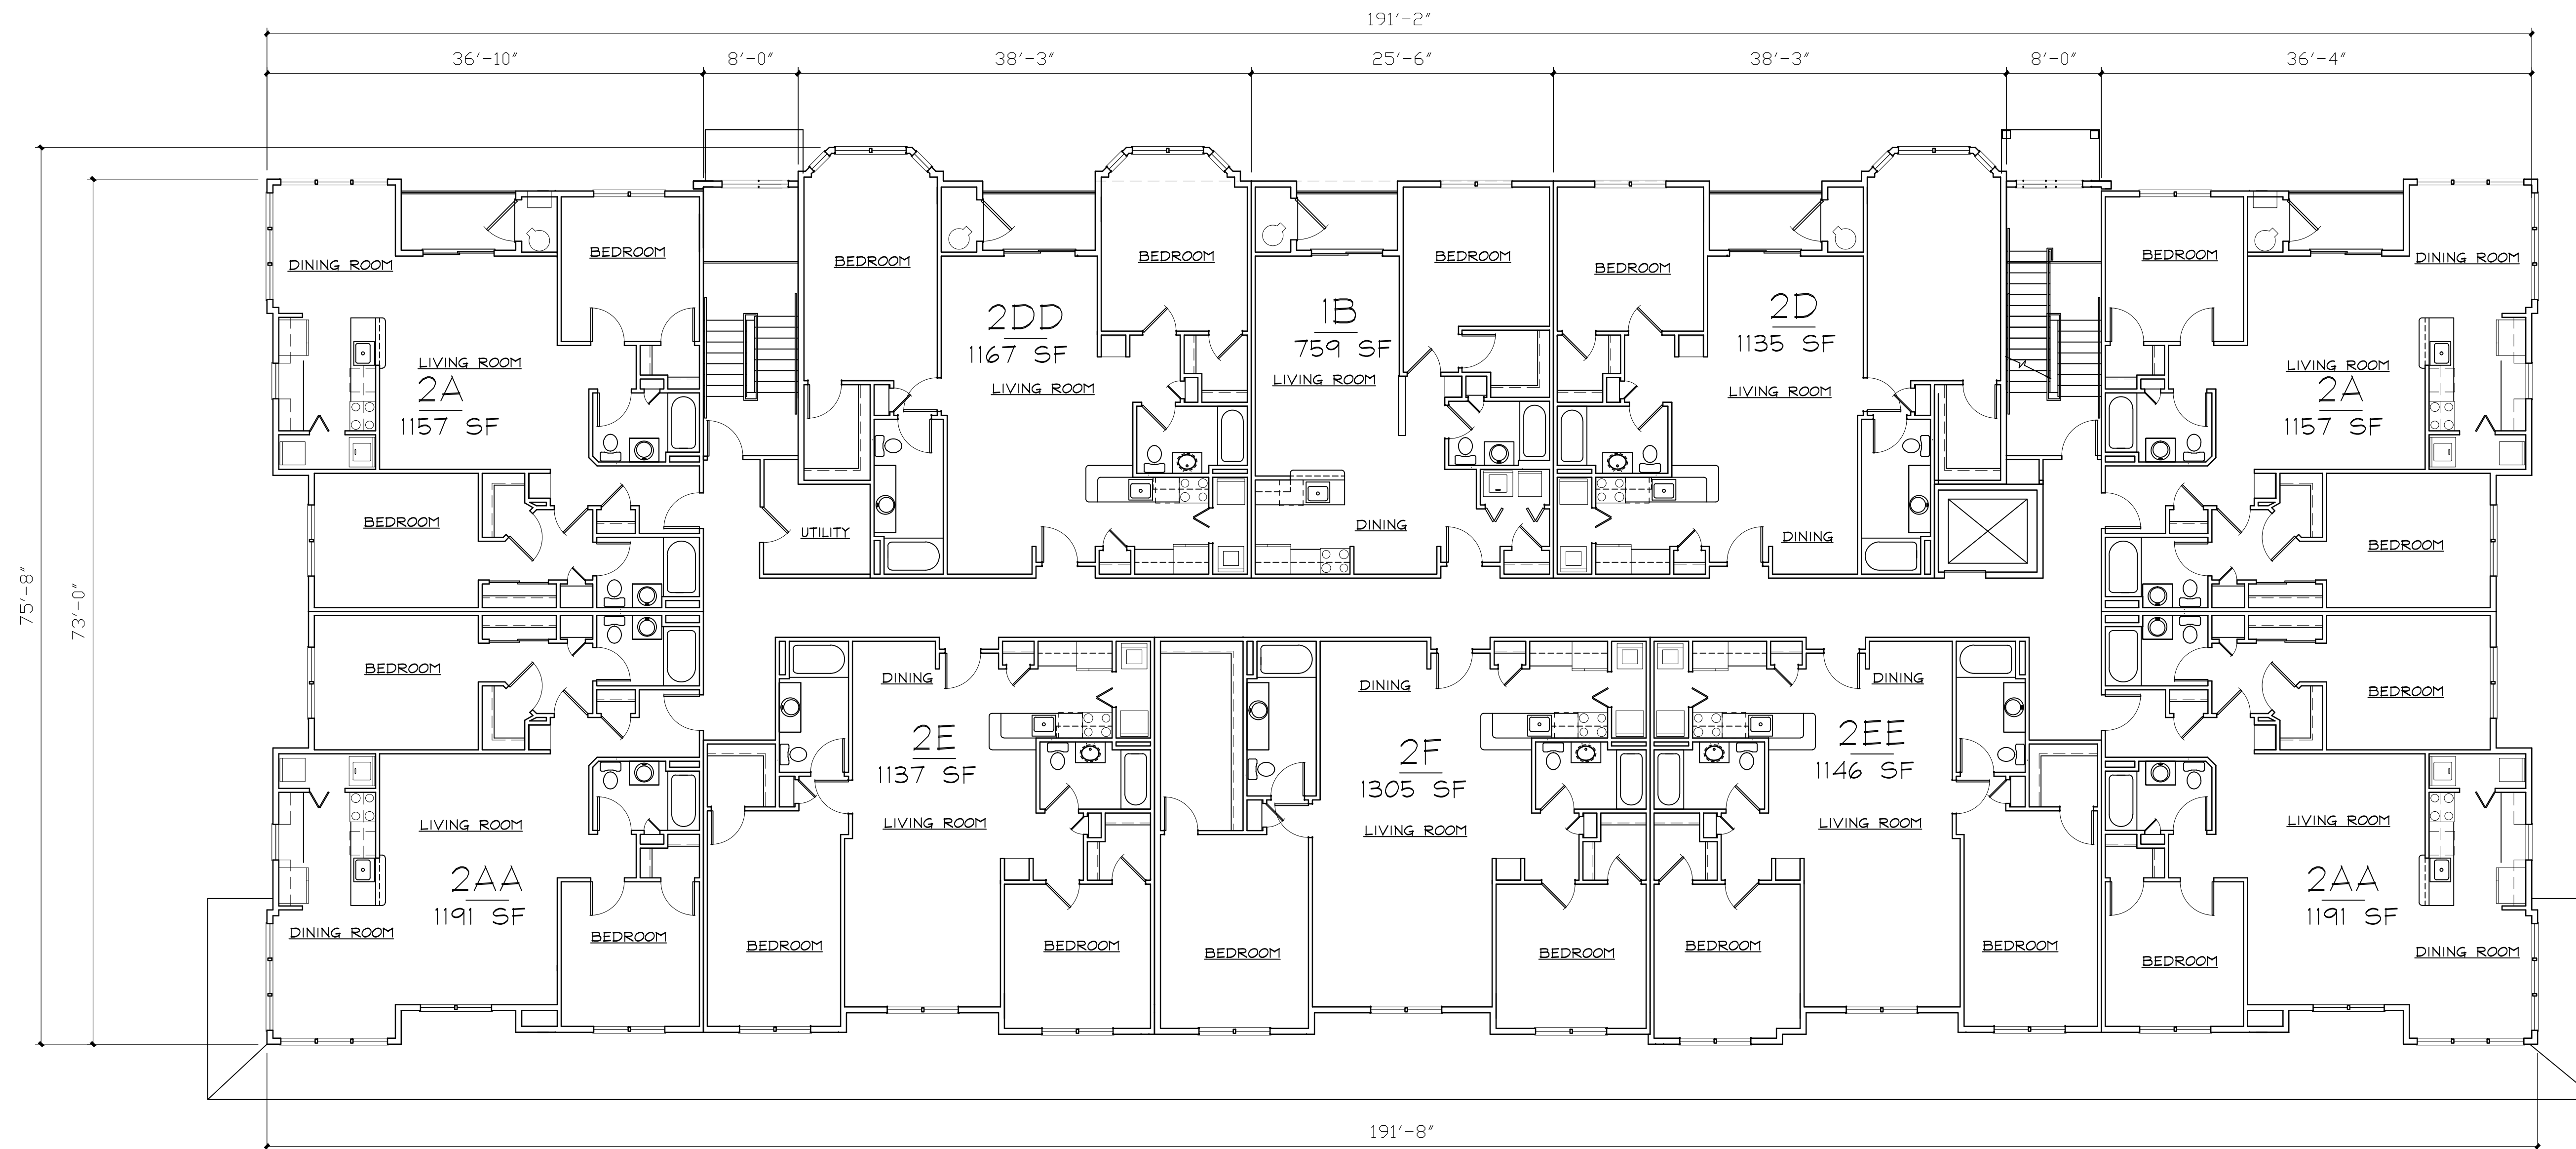 191'-2"
36'-10" 8'-0" 38'-3" 25'-6" 38'-3" 8'-0" 36'-4"
75'-8"
73'-0"
DINING ROOM
BEDROOM
LIVING ROOM
2A
1157 SF
BEDROOM
BEDROOM
2DD
1167 SF
LIVING ROOM
BEDROOM
UTILITY
1B
759 SF
LIVING ROOM
BEDROOM
DINING
BEDROOM
2D
1135 SF
LIVING ROOM
DINING
BEDROOM
DINING ROOM
LIVING ROOM
2A
1157 SF
BEDROOM
BEDROOM
LIVING ROOM
2AA
1191 SF
DINING ROOM
BEDROOM
DINING
2E
1137 SF
LIVING ROOM
BEDROOM
BEDROOM
DINING
2F
1305 SF
LIVING ROOM
BEDROOM
BEDROOM
DINING
2EE
1146 SF
LIVING ROOM
BEDROOM
BEDROOM
BEDROOM
LIVING ROOM
2AA
1191 SF
DINING ROOM
BEDROOM
191'-8"